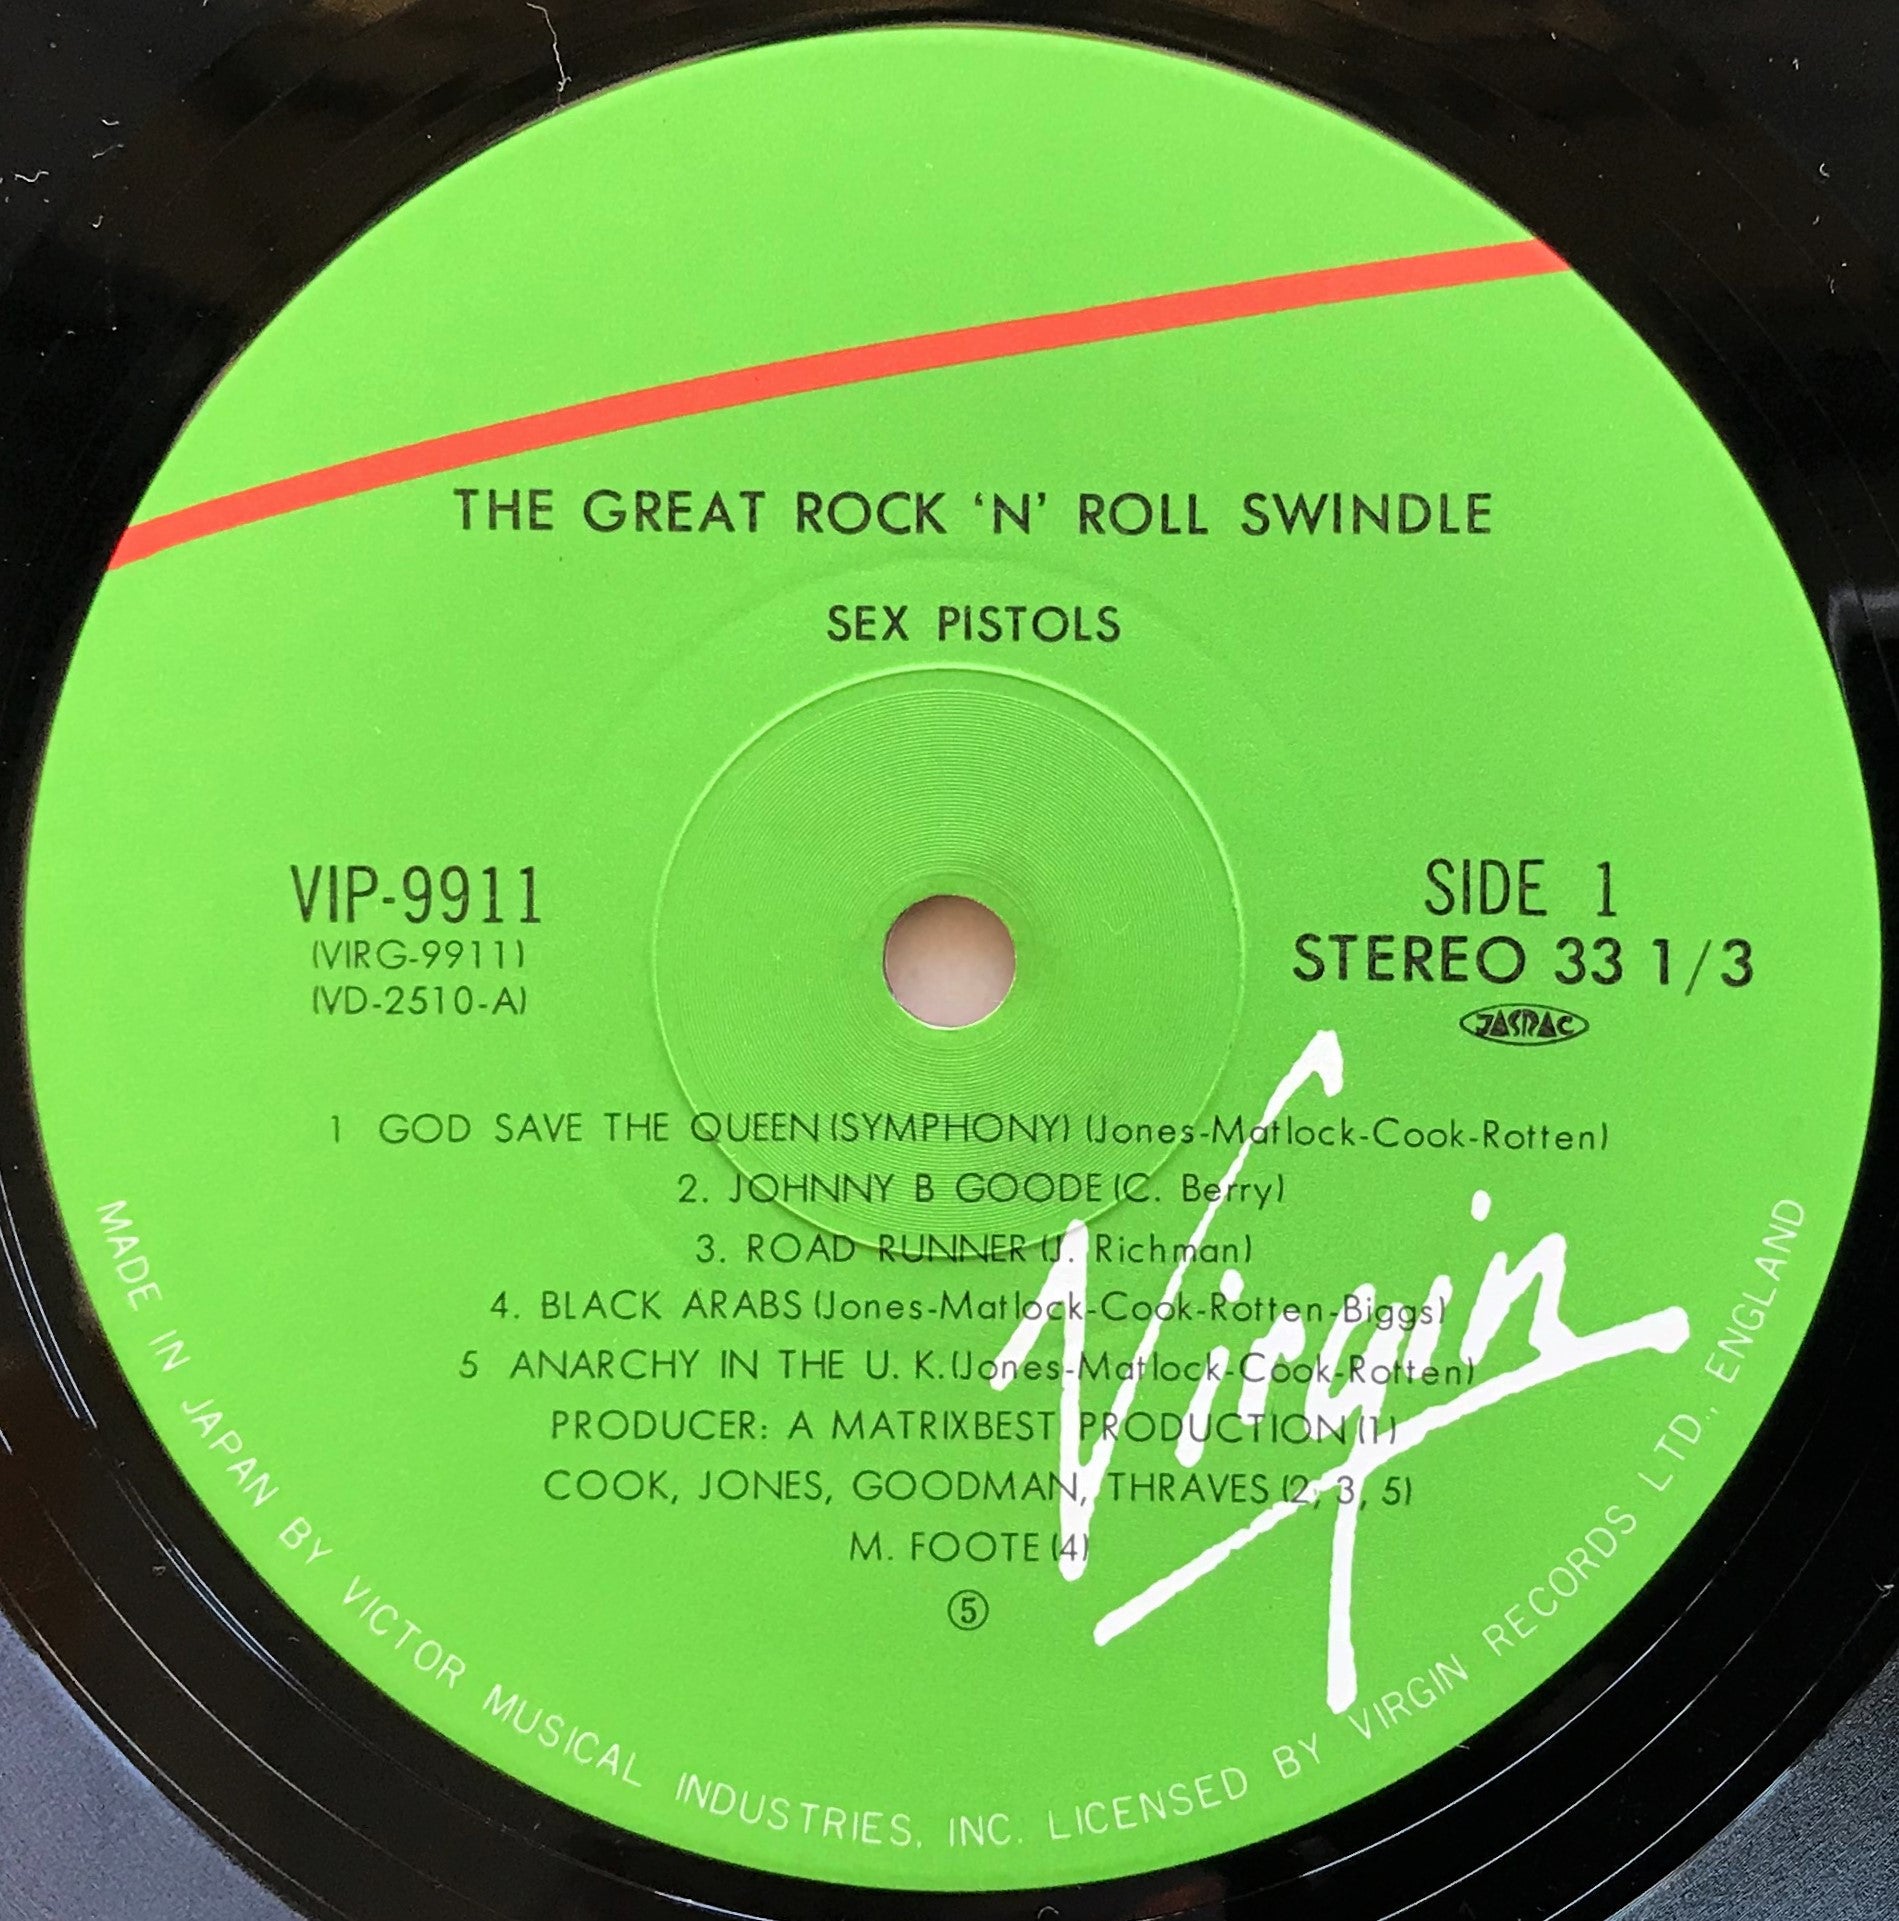 THE GREAT ROCK ‘N’ ROLL SWINDLE
SEX PISTOLS
VIP-9911
(VIRG-9911)
(VD-2510-A)
SIDE 1
STEREO 33 1/3
JASRAC
1 GOD SAVE THE QUEEN (SYMPHONY) (Jones-Matlock-Cook-Rotten)
2. JOHNNY B GOODE (C. Berry)
3. ROAD RUNNER (J. Richman)
4. BLACK ARABS (Jones-Matlock-Cook-Rotten-Biggs)
5 ANARCHY IN THE U. K. (Jones-Matlock-Cook-Rotten)
PRODUCER: A MATRIXBEST PRODUCTION (1)
COOK, JONES, GOODMAN, THRAVES (2, 3, 5)
M. FOOTE (4)
⑤
Virgin
MADE IN JAPAN BY VICTOR MUSICAL INDUSTRIES, INC. LICENSED BY VIRGIN RECORDS LTD., ENGLAND